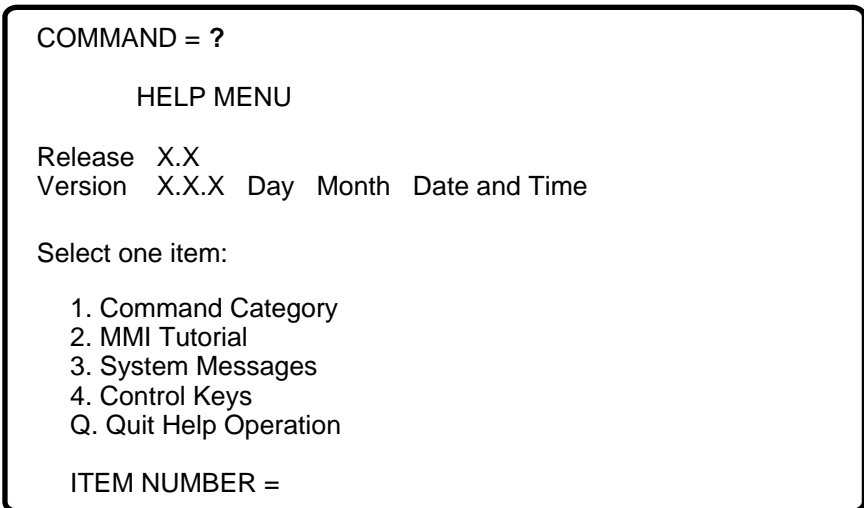 COMMAND = ?
HELP MENU
Release X.X
Version X.X.X Day Month Date and Time
Select one item:
1. Command Category
2. MMI Tutorial
3. System Messages
4. Control Keys
Q. Quit Help Operation
ITEM NUMBER =